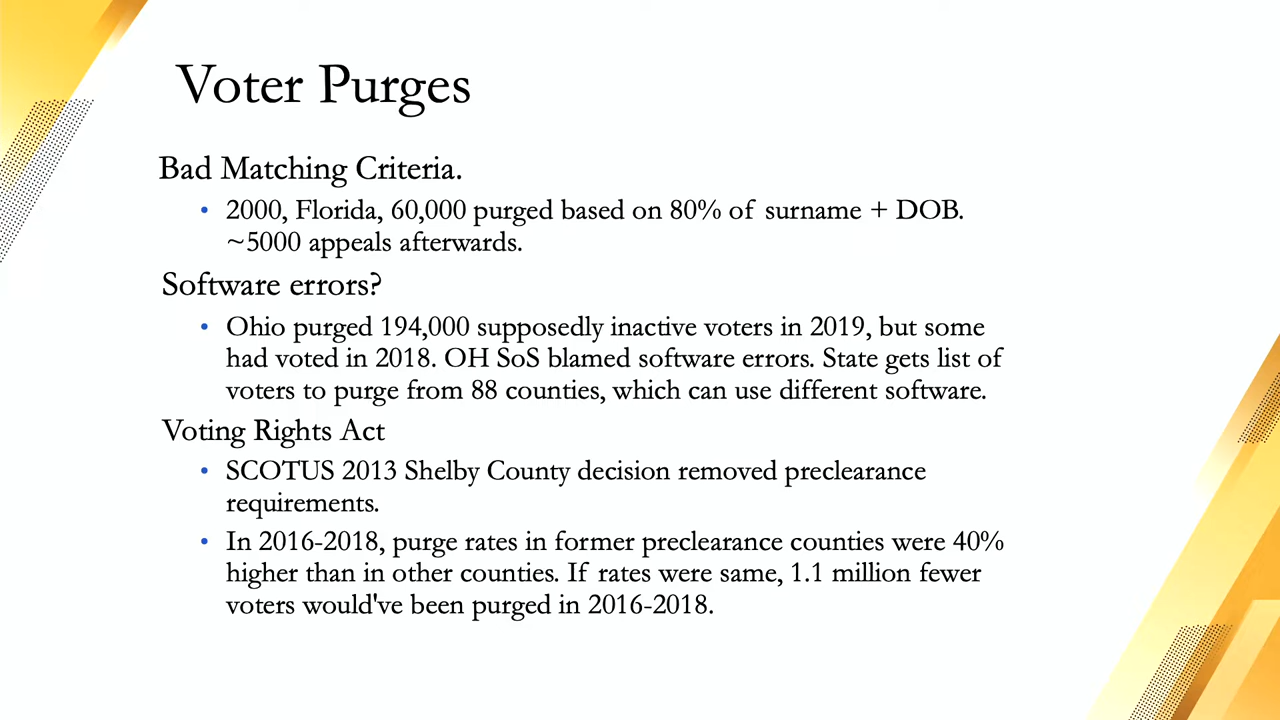 Voter Purges
Bad Matching Criteria.
• 2000, Florida, 60,000 purged based on 80% of surname + DOB.
~5000 appeals afterwards.
Software errors?
• Ohio purged 194,000 supposedly inactive voters in 2019, but some
had voted in 2018. OH SoS blamed software errors. State gets list of
voters to purge from 88 counties, which can use different software.
Voting Rights Act
• SCOTUS 2013 Shelby County decision removed preclearance
requirements.
• In 2016-2018, purge rates in former preclearance counties were 40%
higher than in other counties. If rates were same, 1.1 million fewer
voters would've been purged in 2016-2018.